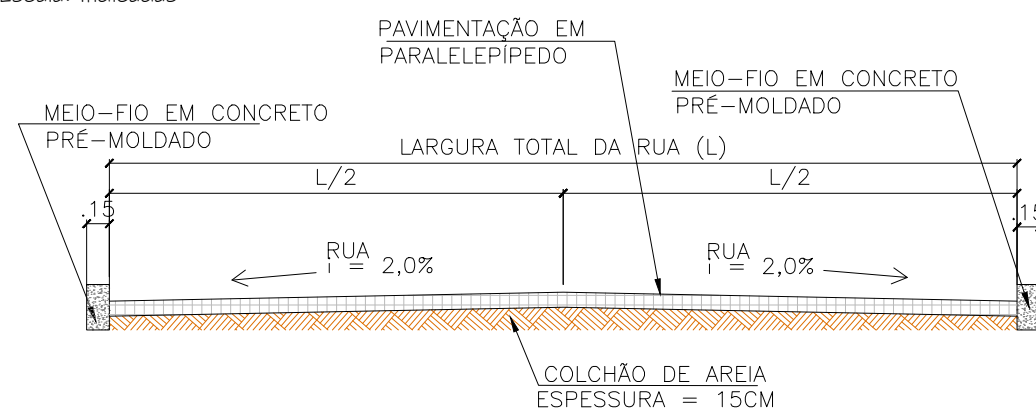 PAVIMENTAÇÃO EM
PARALELEPÍPEDO
MEIO-FIO EM CONCRETO
PRÉ-MOLDADO
MEIO-FIO EM CONCRETO
PRÉ-MOLDADO
LARGURA TOTAL DA RUA (L)
L/2
L/2
.15
.15
RUA
i = 2,0%
RUA
i = 2,0%
COLCHÃO DE AREIA
ESPESSURA = 15CM